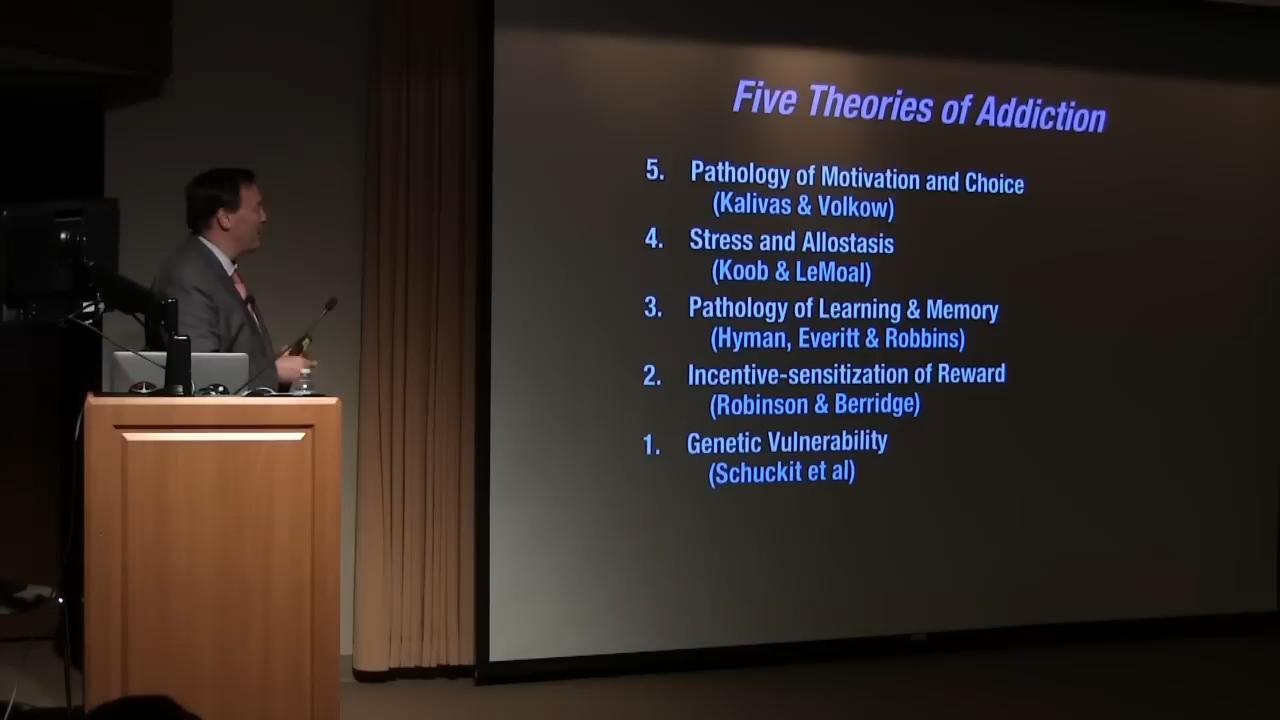 Five Theories of Addiction
5. Pathology of Motivation and Choice
(Kalivas & Volkow)
4. Stress and Allostasis
(Koob & LeMoal)
3. Pathology of Learning & Memory
(Hyman, Everitt & Robbins)
2. Incentive-sensitization of Reward
(Robinson & Berridge)
1. Genetic Vulnerability
(Schuckit et al)